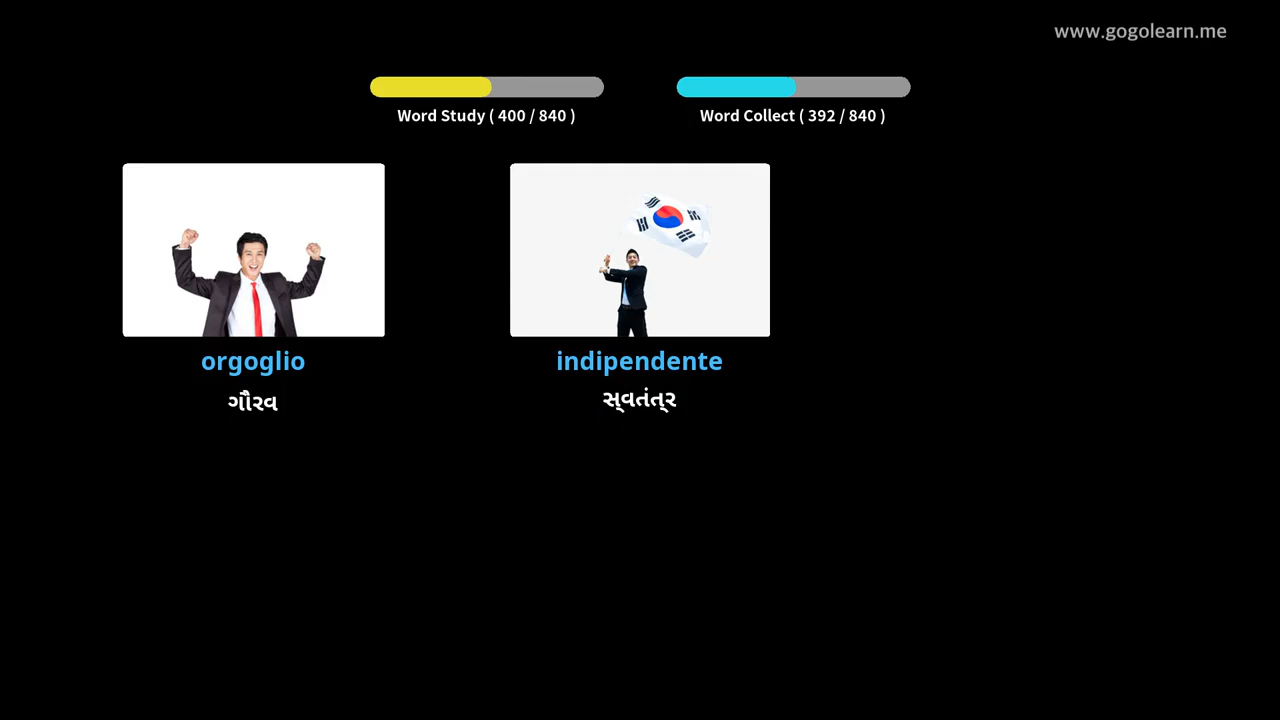 www.gogolearn.me
Word Study ( 400 / 840 )
Word Collect ( 392 / 840 )
orgoglio
ગૌરવ
indipendente
સ્વતંત્ર